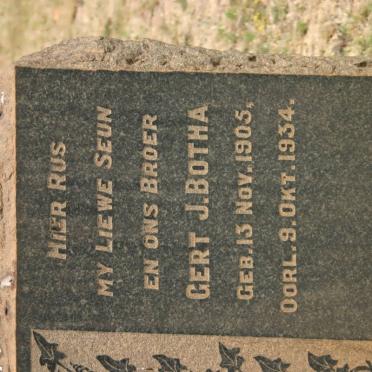 HIER RUS
MY LIEWE SEUN
EN ONS BROER
GERT J. BOTHA
GEB. 13 NOV. 1905,
OORL. 9. OKT. 1934.